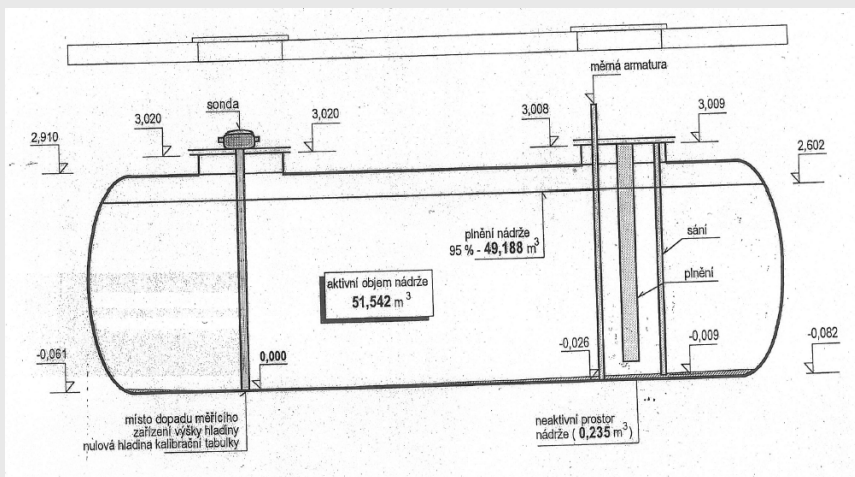 měrná armatura
sonda
3,020
3,020
3,008
3,009
2,910
2,602
plnění nádrže
95 % - 49,188 m³
sání
aktivní objem nádrže
51,542 m³
plnění
-0,061
0,000
-0,026
-0,009
-0,082
místo dopadu měřícího
zařízení výšky hladiny
nulová hladina kalibrační tabulky
neaktivní prostor
nádrže ( 0,235 m³)